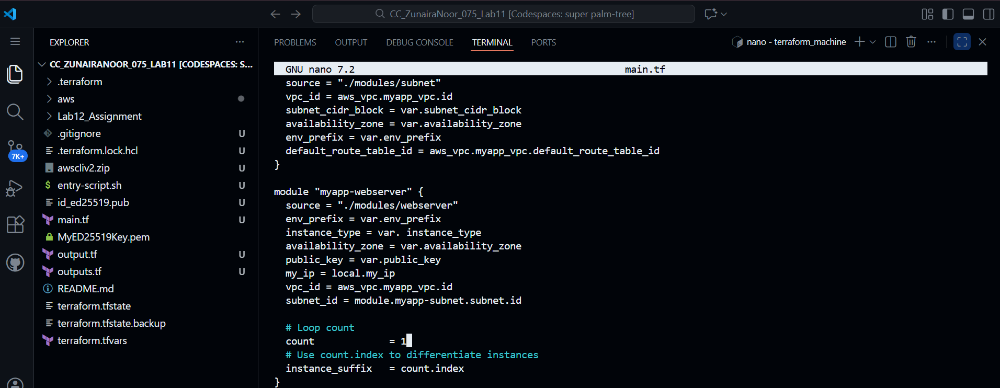 CC_ZunairaNoor_075_Lab11 [Codespaces: super palm-tree]
EXPLORER
CC_ZUNAIRANOOR_075_LAB11 [CODESPACES: S...
.terraform
aws
Lab12_Assignment
.gitignore U
.terraform.lock.hcl U
awscliv2.zip U
entry-script.sh U
id_ed25519.pub U
main.tf U
MyED25519Key.pem
output.tf U
outputs.tf U
README.md
terraform.tfstate
terraform.tfstate.backup
terraform.tfvars
7K+
PROBLEMS OUTPUT DEBUG CONSOLE TERMINAL PORTS
nano - terraform_machine
GNU nano 7.2 main.tf
source = "./modules/subnet"
vpc_id = aws_vpc.myapp_vpc.id
subnet_cidr_block = var.subnet_cidr_block
availability_zone = var.availability_zone
env_prefix = var.env_prefix
default_route_table_id = aws_vpc.myapp_vpc.default_route_table_id
}
module "myapp-webserver" {
source = "./modules/webserver"
env_prefix = var.env_prefix
instance_type = var. instance_type
availability_zone = var.availability_zone
public_key = var.public_key
my_ip = local.my_ip
vpc_id = aws_vpc.myapp_vpc.id
subnet_id = module.myapp-subnet.subnet.id
# Loop count
count = 1
# Use count.index to differentiate instances
instance_suffix = count.index
}